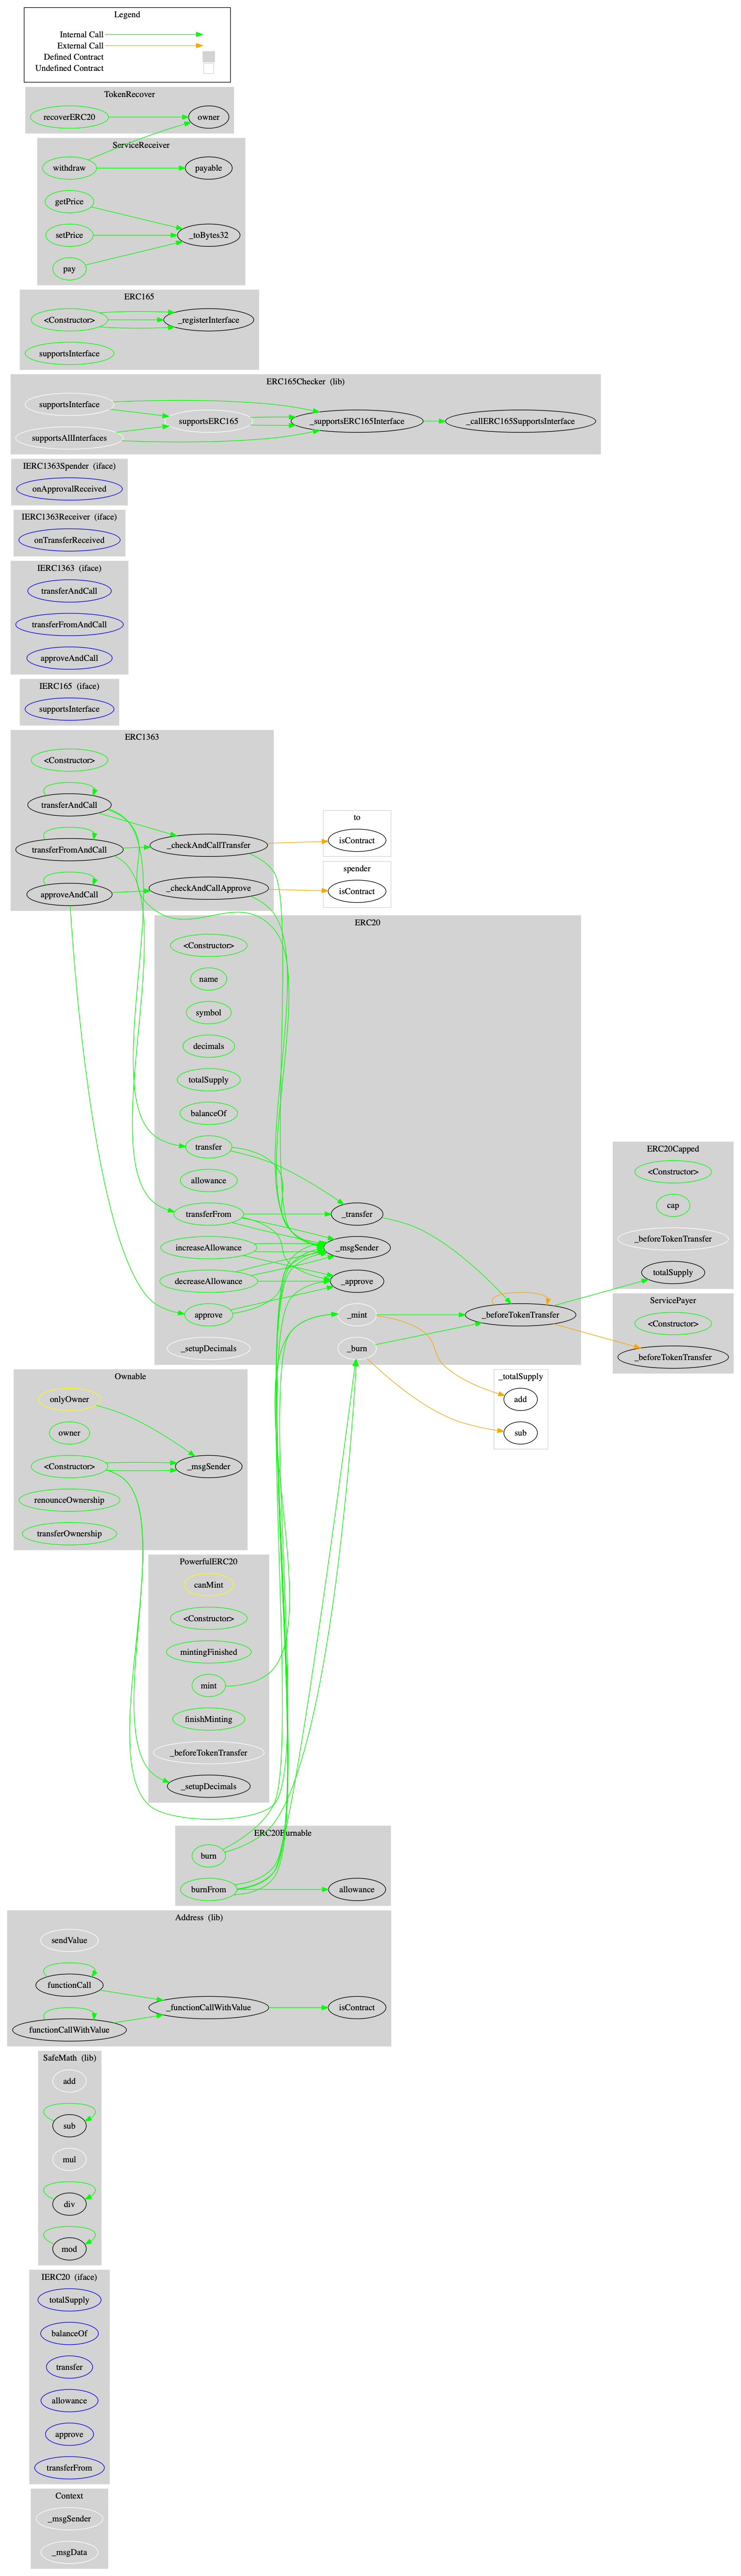 Legend
Internal Call
External Call
Defined Contract
Undefined Contract
TokenRecover
recoverERC20
owner
ServiceReceiver
withdraw
payable
getPrice
setPrice
_toBytes32
pay
ERC165
<Constructor>
_registerInterface
supportsInterface
ERC165Checker (lib)
supportsInterface
supportsERC165
_supportsERC165Interface
_callERC165SupportsInterface
supportsAllInterfaces
IERC1363Spender (iface)
onApprovalReceived
IERC1363Receiver (iface)
onTransferReceived
IERC1363 (iface)
transferAndCall
transferFromAndCall
approveAndCall
IERC165 (iface)
supportsInterface
ERC1363
<Constructor>
transferAndCall
transferFromAndCall
approveAndCall
_checkAndCallTransfer
_checkAndCallApprove
to
isContract
spender
isContract
ERC20
<Constructor>
name
symbol
decimals
totalSupply
balanceOf
transfer
allowance
transferFrom
increaseAllowance
decreaseAllowance
approve
_setupDecimals
_transfer
_msgSender
_approve
_mint
_burn
_beforeTokenTransfer
ERC20Capped
<Constructor>
cap
_beforeTokenTransfer
totalSupply
ServicePayer
<Constructor>
_beforeTokenTransfer
_totalSupply
add
sub
Ownable
onlyOwner
owner
<Constructor>
_msgSender
renounceOwnership
transferOwnership
PowerfulERC20
canMint
<Constructor>
mintingFinished
mint
finishMinting
_beforeTokenTransfer
_setupDecimals
ERC20Burnable
burn
burnFrom
allowance
Address (lib)
sendValue
functionCall
functionCallWithValue
_functionCallWithValue
isContract
SafeMath (lib)
add
sub
mul
div
mod
IERC20 (iface)
totalSupply
balanceOf
transfer
allowance
approve
transferFrom
Context
_msgSender
_msgData